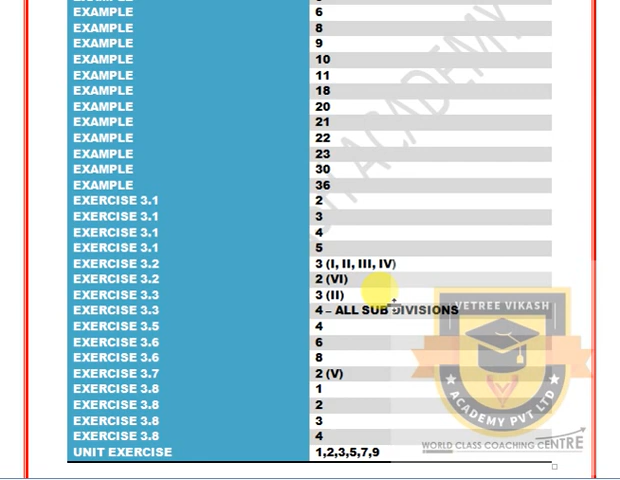 EXAMPLE 6
EXAMPLE 8
EXAMPLE 9
EXAMPLE 10
EXAMPLE 11
EXAMPLE 18
EXAMPLE 20
EXAMPLE 21
EXAMPLE 22
EXAMPLE 23
EXAMPLE 30
EXAMPLE 36
EXERCISE 3.1 2
EXERCISE 3.1 3
EXERCISE 3.1 4
EXERCISE 3.1 5
EXERCISE 3.2 3 (I, II, III, IV)
EXERCISE 3.2 2 (VI)
EXERCISE 3.3 3 (II)
EXERCISE 3.3 4 – ALL SUB DIVISIONS
EXERCISE 3.5 4
EXERCISE 3.6 6
EXERCISE 3.6 8
EXERCISE 3.7 2 (V)
EXERCISE 3.8 1
EXERCISE 3.8 2
EXERCISE 3.8 3
EXERCISE 3.8 4
UNIT EXERCISE 1,2,3,5,7,9
ACADEMY
VETREE VIKASH
ACADEMY PVT LTD
WORLD CLASS COACHING CENTRE